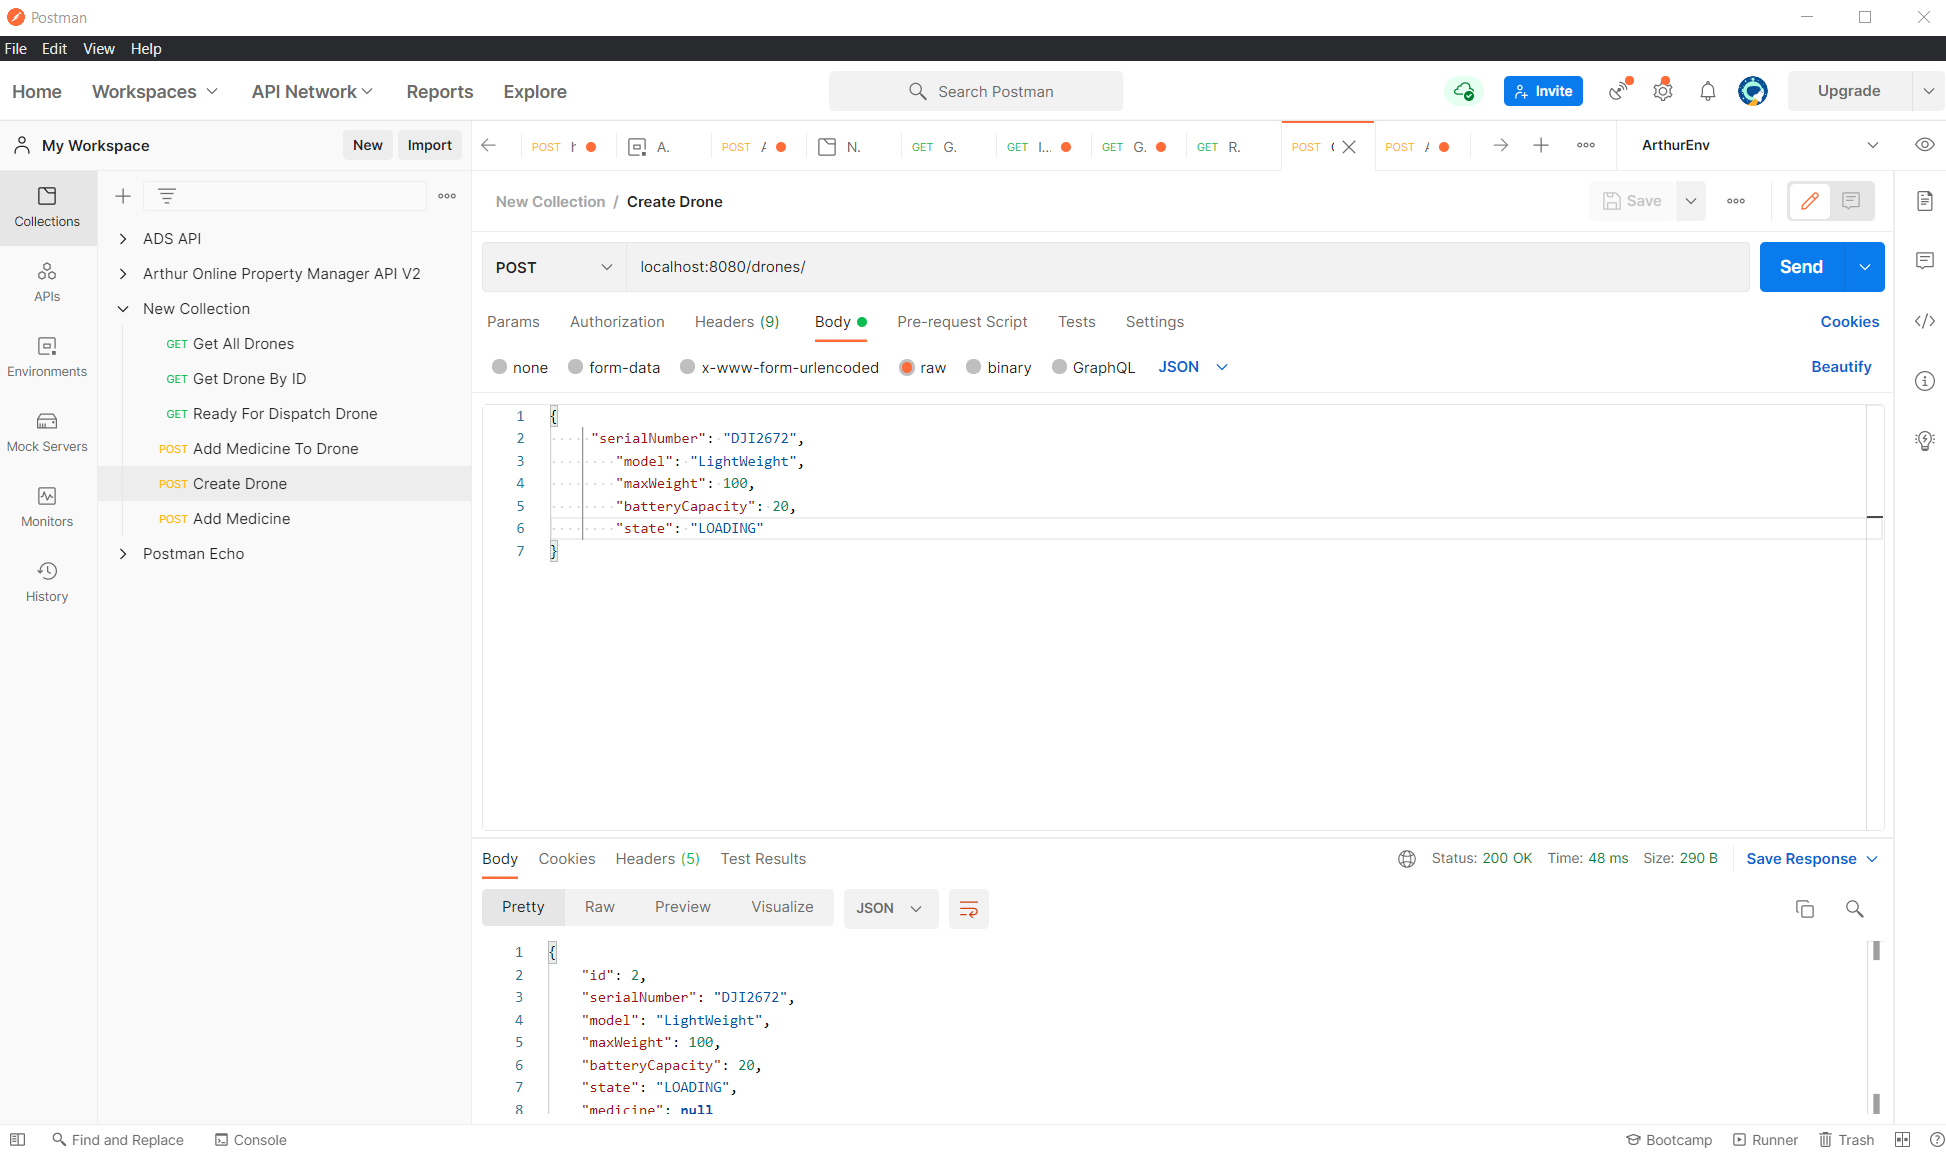 Postman
File Edit View Help
Home Workspaces API Network Reports Explore Search Postman Invite Upgrade
My Workspace New Import POST A. POST N. GET G. GET I... GET G. GET R. POST POST ArthurEnv
Collections
APIs
Environments
Mock Servers
Monitors
History
ADS API
Arthur Online Property Manager API V2
New Collection
GET Get All Drones
GET Get Drone By ID
GET Ready For Dispatch Drone
POST Add Medicine To Drone
POST Create Drone
POST Add Medicine
Postman Echo
New Collection / Create Drone Save
POST localhost:8080/drones/ Send
Params Authorization Headers (9) Body Pre-request Script Tests Settings Cookies
none form-data x-www-form-urlencoded raw binary GraphQL JSON Beautify
1 {
2 "serialNumber": "DJI2672",
3 "model": "LightWeight",
4 "maxWeight": 100,
5 "batteryCapacity": 20,
6 "state": "LOADING"
7 }
Body Cookies Headers (5) Test Results Status: 200 OK Time: 48 ms Size: 290 B Save Response
Pretty Raw Preview Visualize JSON
1 {
2 "id": 2,
3 "serialNumber": "DJI2672",
4 "model": "LightWeight",
5 "maxWeight": 100,
6 "batteryCapacity": 20,
7 "state": "LOADING",
8 "medicine": null
Find and Replace Console Bootcamp Runner Trash